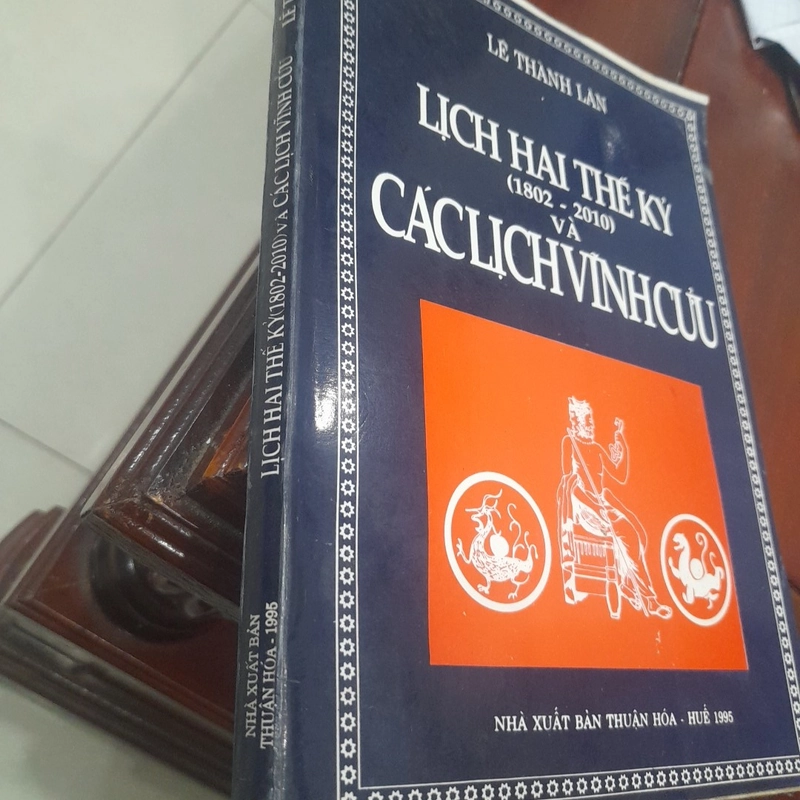 LÊ THÀNH LÂN
LỊCH HAI THẾ KỶ
(1802 - 2010)
VÀ
CÁC LỊCH VĨNH CỬU
NHÀ XUẤT BẢN THUẬN HÓA - HUẾ 1995
LỊCH HAI THẾ KỶ (1802-2010) VÀ CÁC LỊCH VĨNH CỬU
NHÀ XUẤT BẢN
THUẬN HÓA - 1995